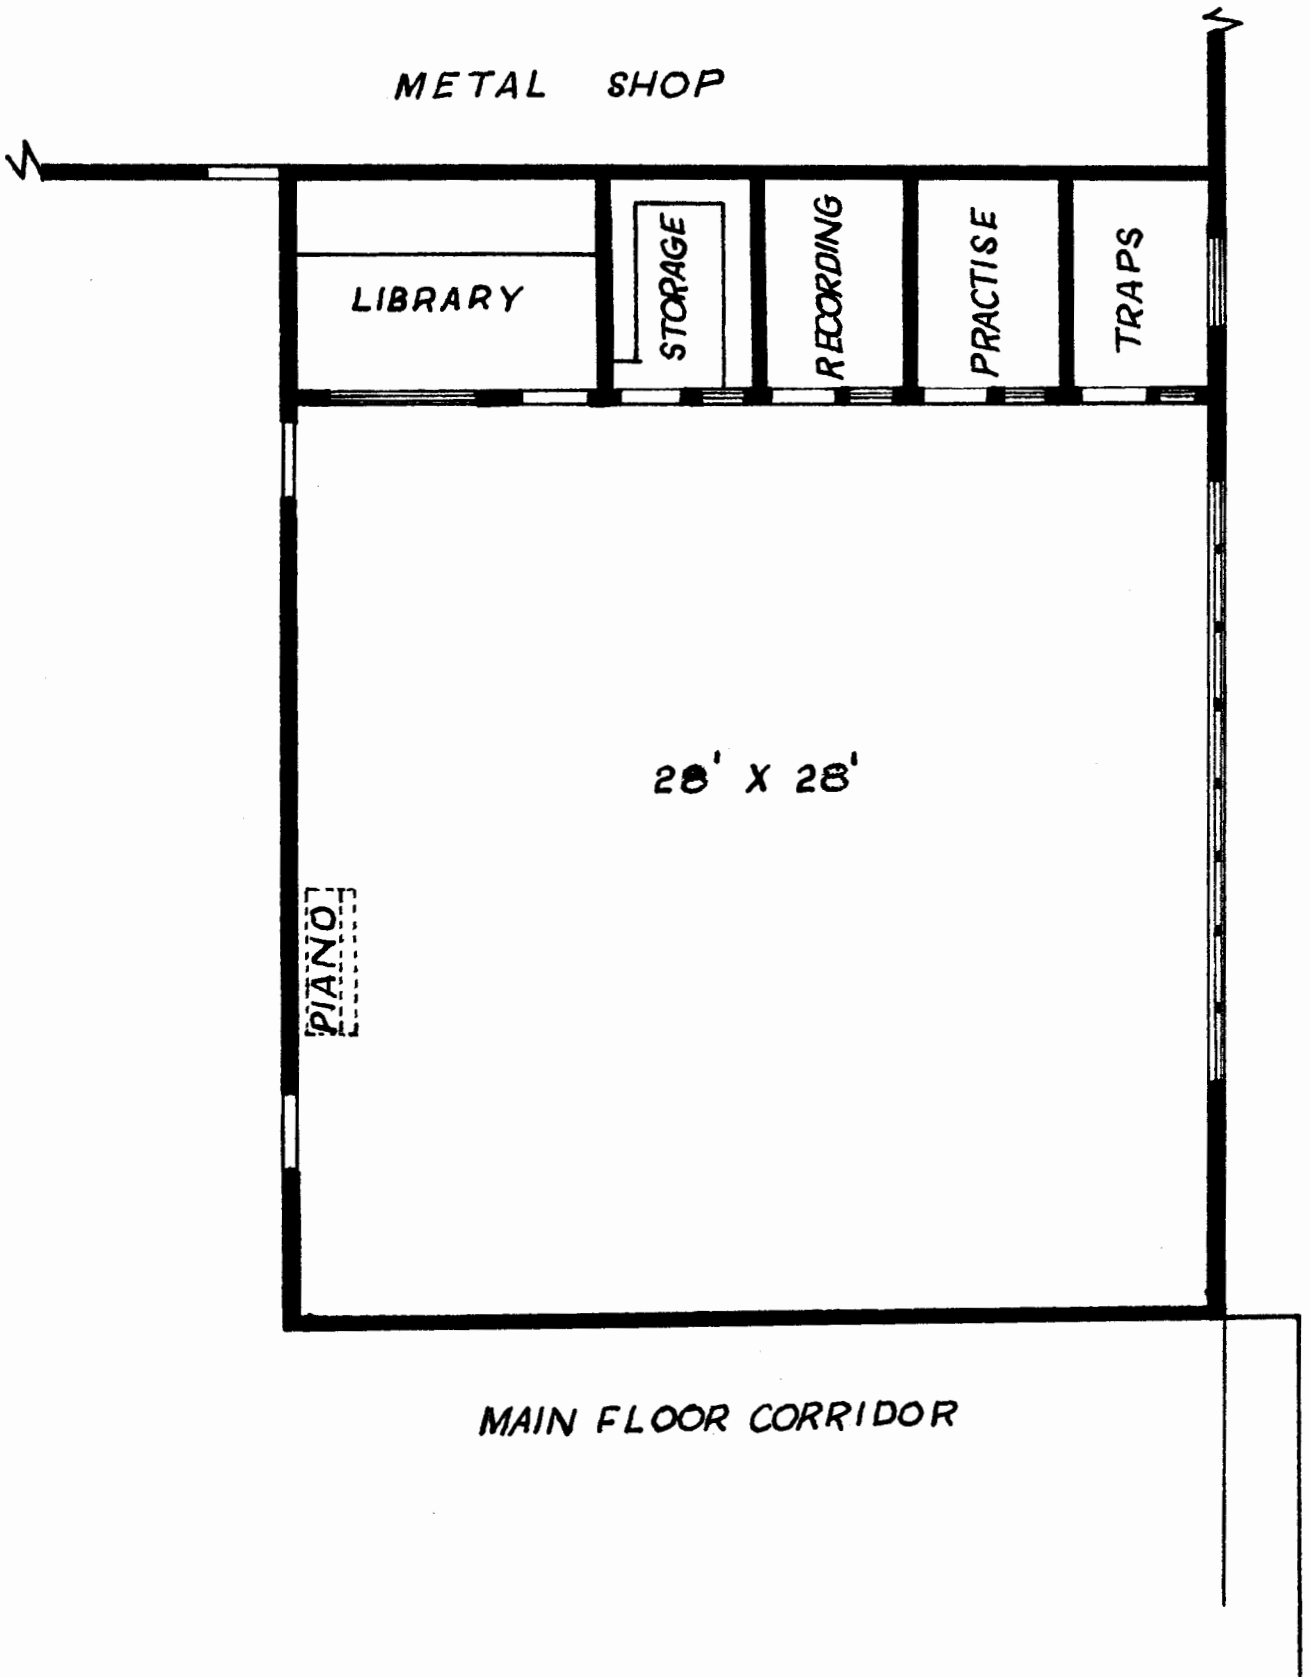 METAL SHOP
LIBRARY
STORAGE
RECORDING
PRACTISE
TRAPS
28' X 28'
PIANO
MAIN FLOOR CORRIDOR